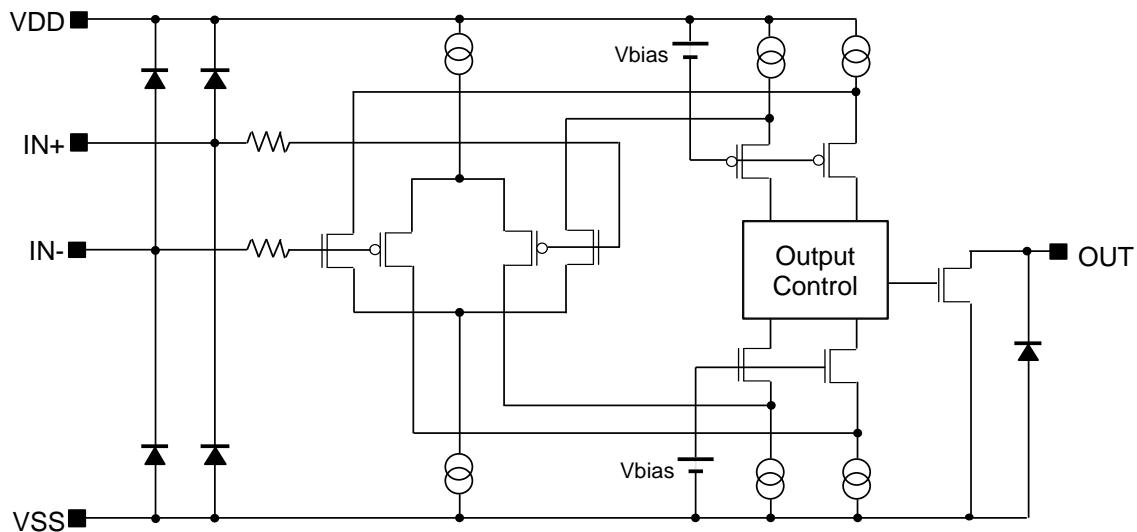 VDD
Vbias
IN+
IN-
Output
Control
OUT
Vbias
VSS